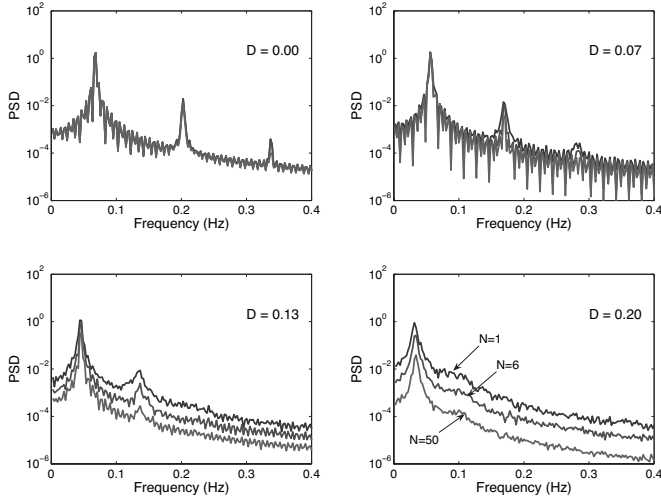 10^2
10^0
10^-2
10^-4
10^-6
PSD
D = 0.00
0 0.1 0.2 0.3 0.4
Frequency (Hz)
10^2
10^0
10^-2
10^-4
10^-6
PSD
D = 0.07
0 0.1 0.2 0.3 0.4
Frequency (Hz)
10^2
10^0
10^-2
10^-4
10^-6
PSD
D = 0.13
0 0.1 0.2 0.3 0.4
Frequency (Hz)
10^2
10^0
10^-2
10^-4
10^-6
PSD
D = 0.20
N=1
N=6
N=50
0 0.1 0.2 0.3 0.4
Frequency (Hz)